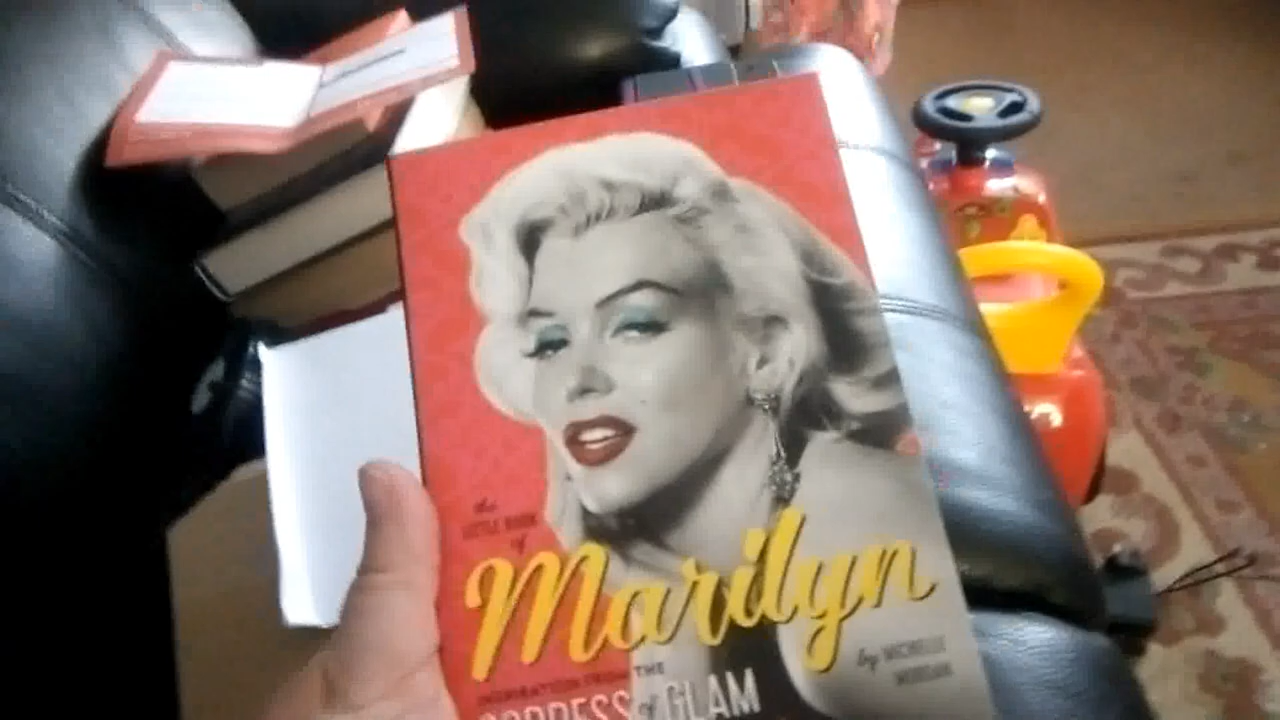 the
LITTLE BOOK
of
Marilyn
by MICHELLE
MORGAN
INSPIRATION FROM THE
GODDESS of GLAM